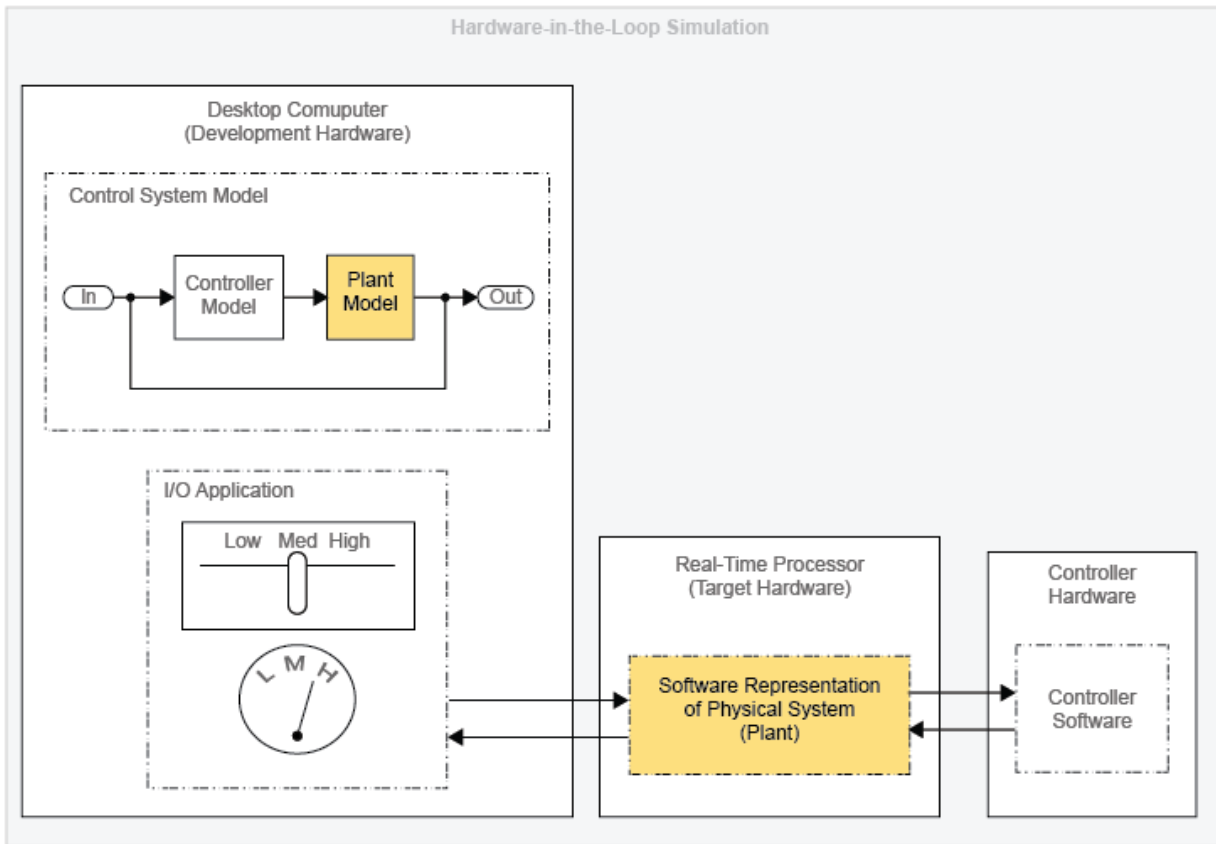 Hardware-in-the-Loop Simulation
Desktop Comuputer
(Development Hardware)
Control System Model
In
Controller
Model
Plant
Model
Out
I/O Application
Low Med High
L M H
Real-Time Processor
(Target Hardware)
Software Representation
of Physical System
(Plant)
Controller
Hardware
Controller
Software